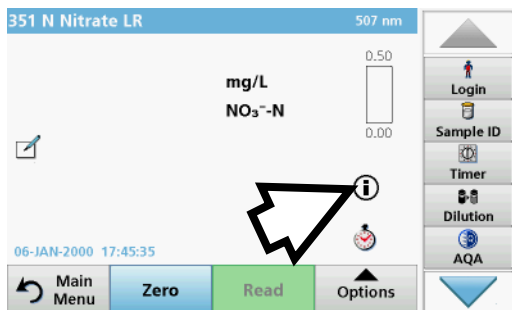 351 N Nitrate LR 507 nm
0.50
mg/L
NO₃⁻-N
0.00
i
06-JAN-2000 17:45:35
Main
Menu
Zero
Read
Options
Login
Sample ID
Timer
Dilution
AQA